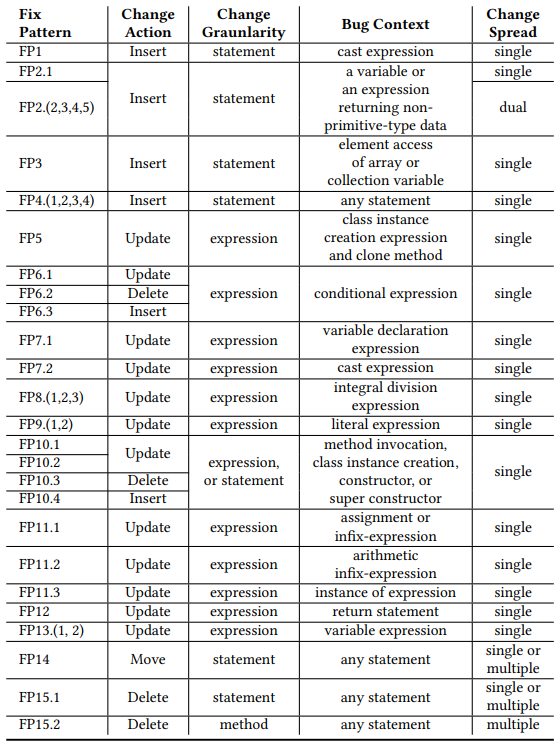 Fix Pattern | Change Action | Change Graunularity | Bug Context | Change Spread
FP1 | Insert | statement | cast expression | single
FP2.1 | Insert | statement | a variable or an expression returning non-primitive-type data | single
FP2.(2,3,4,5) | dual
FP3 | Insert | statement | element access of array or collection variable | single
FP4.(1,2,3,4) | Insert | statement | any statement | single
FP5 | Update | expression | class instance creation expression and clone method | single
FP6.1 | Update | expression | conditional expression | single
FP6.2 | Delete
FP6.3 | Insert
FP7.1 | Update | expression | variable declaration expression | single
FP7.2 | Update | expression | cast expression | single
FP8.(1,2,3) | Update | expression | integral division expression | single
FP9.(1,2) | Update | expression | literal expression | single
FP10.1 | Update | expression, or statement | method invocation, class instance creation, constructor, or super constructor | single
FP10.2
FP10.3 | Delete
FP10.4 | Insert
FP11.1 | Update | expression | assignment or infix-expression | single
FP11.2 | Update | expression | arithmetic infix-expression | single
FP11.3 | Update | expression | instance of expression | single
FP12 | Update | expression | return statement | single
FP13.(1, 2) | Update | expression | variable expression | single
FP14 | Move | statement | any statement | single or multiple
FP15.1 | Delete | statement | any statement | single or multiple
FP15.2 | Delete | method | any statement | multiple